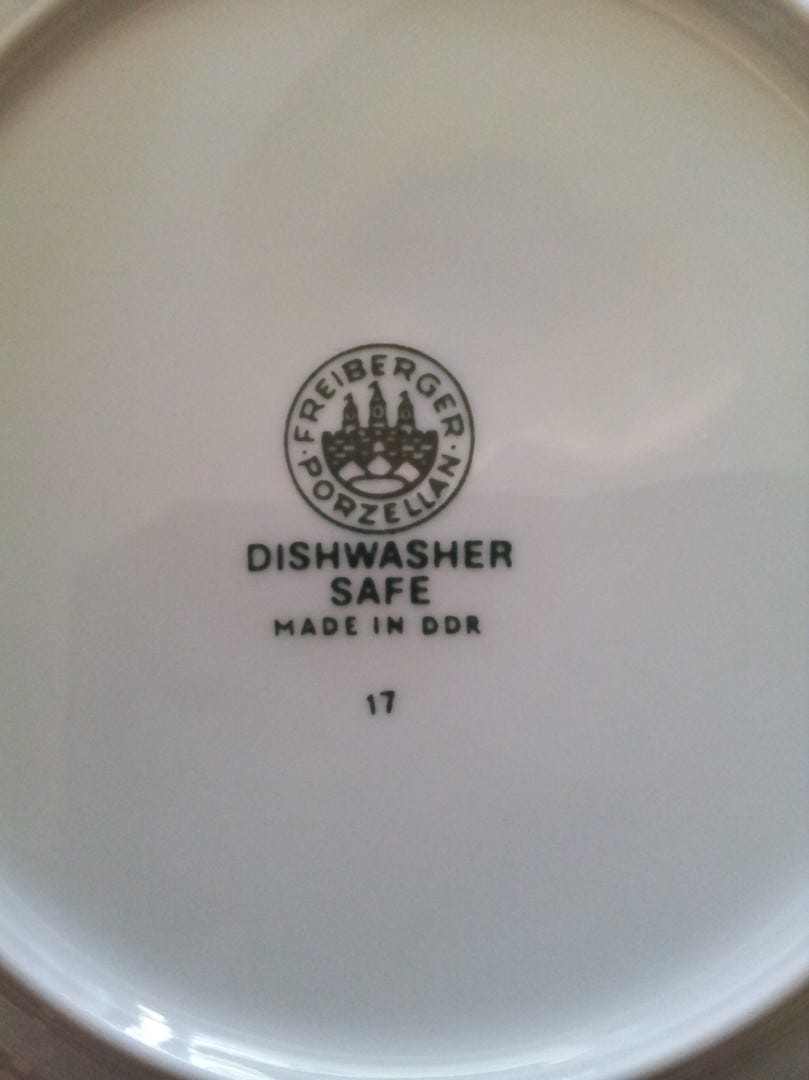 FREIBERGER
· PORZELLAN ·
DISHWASHER
SAFE
MADE IN DDR
17